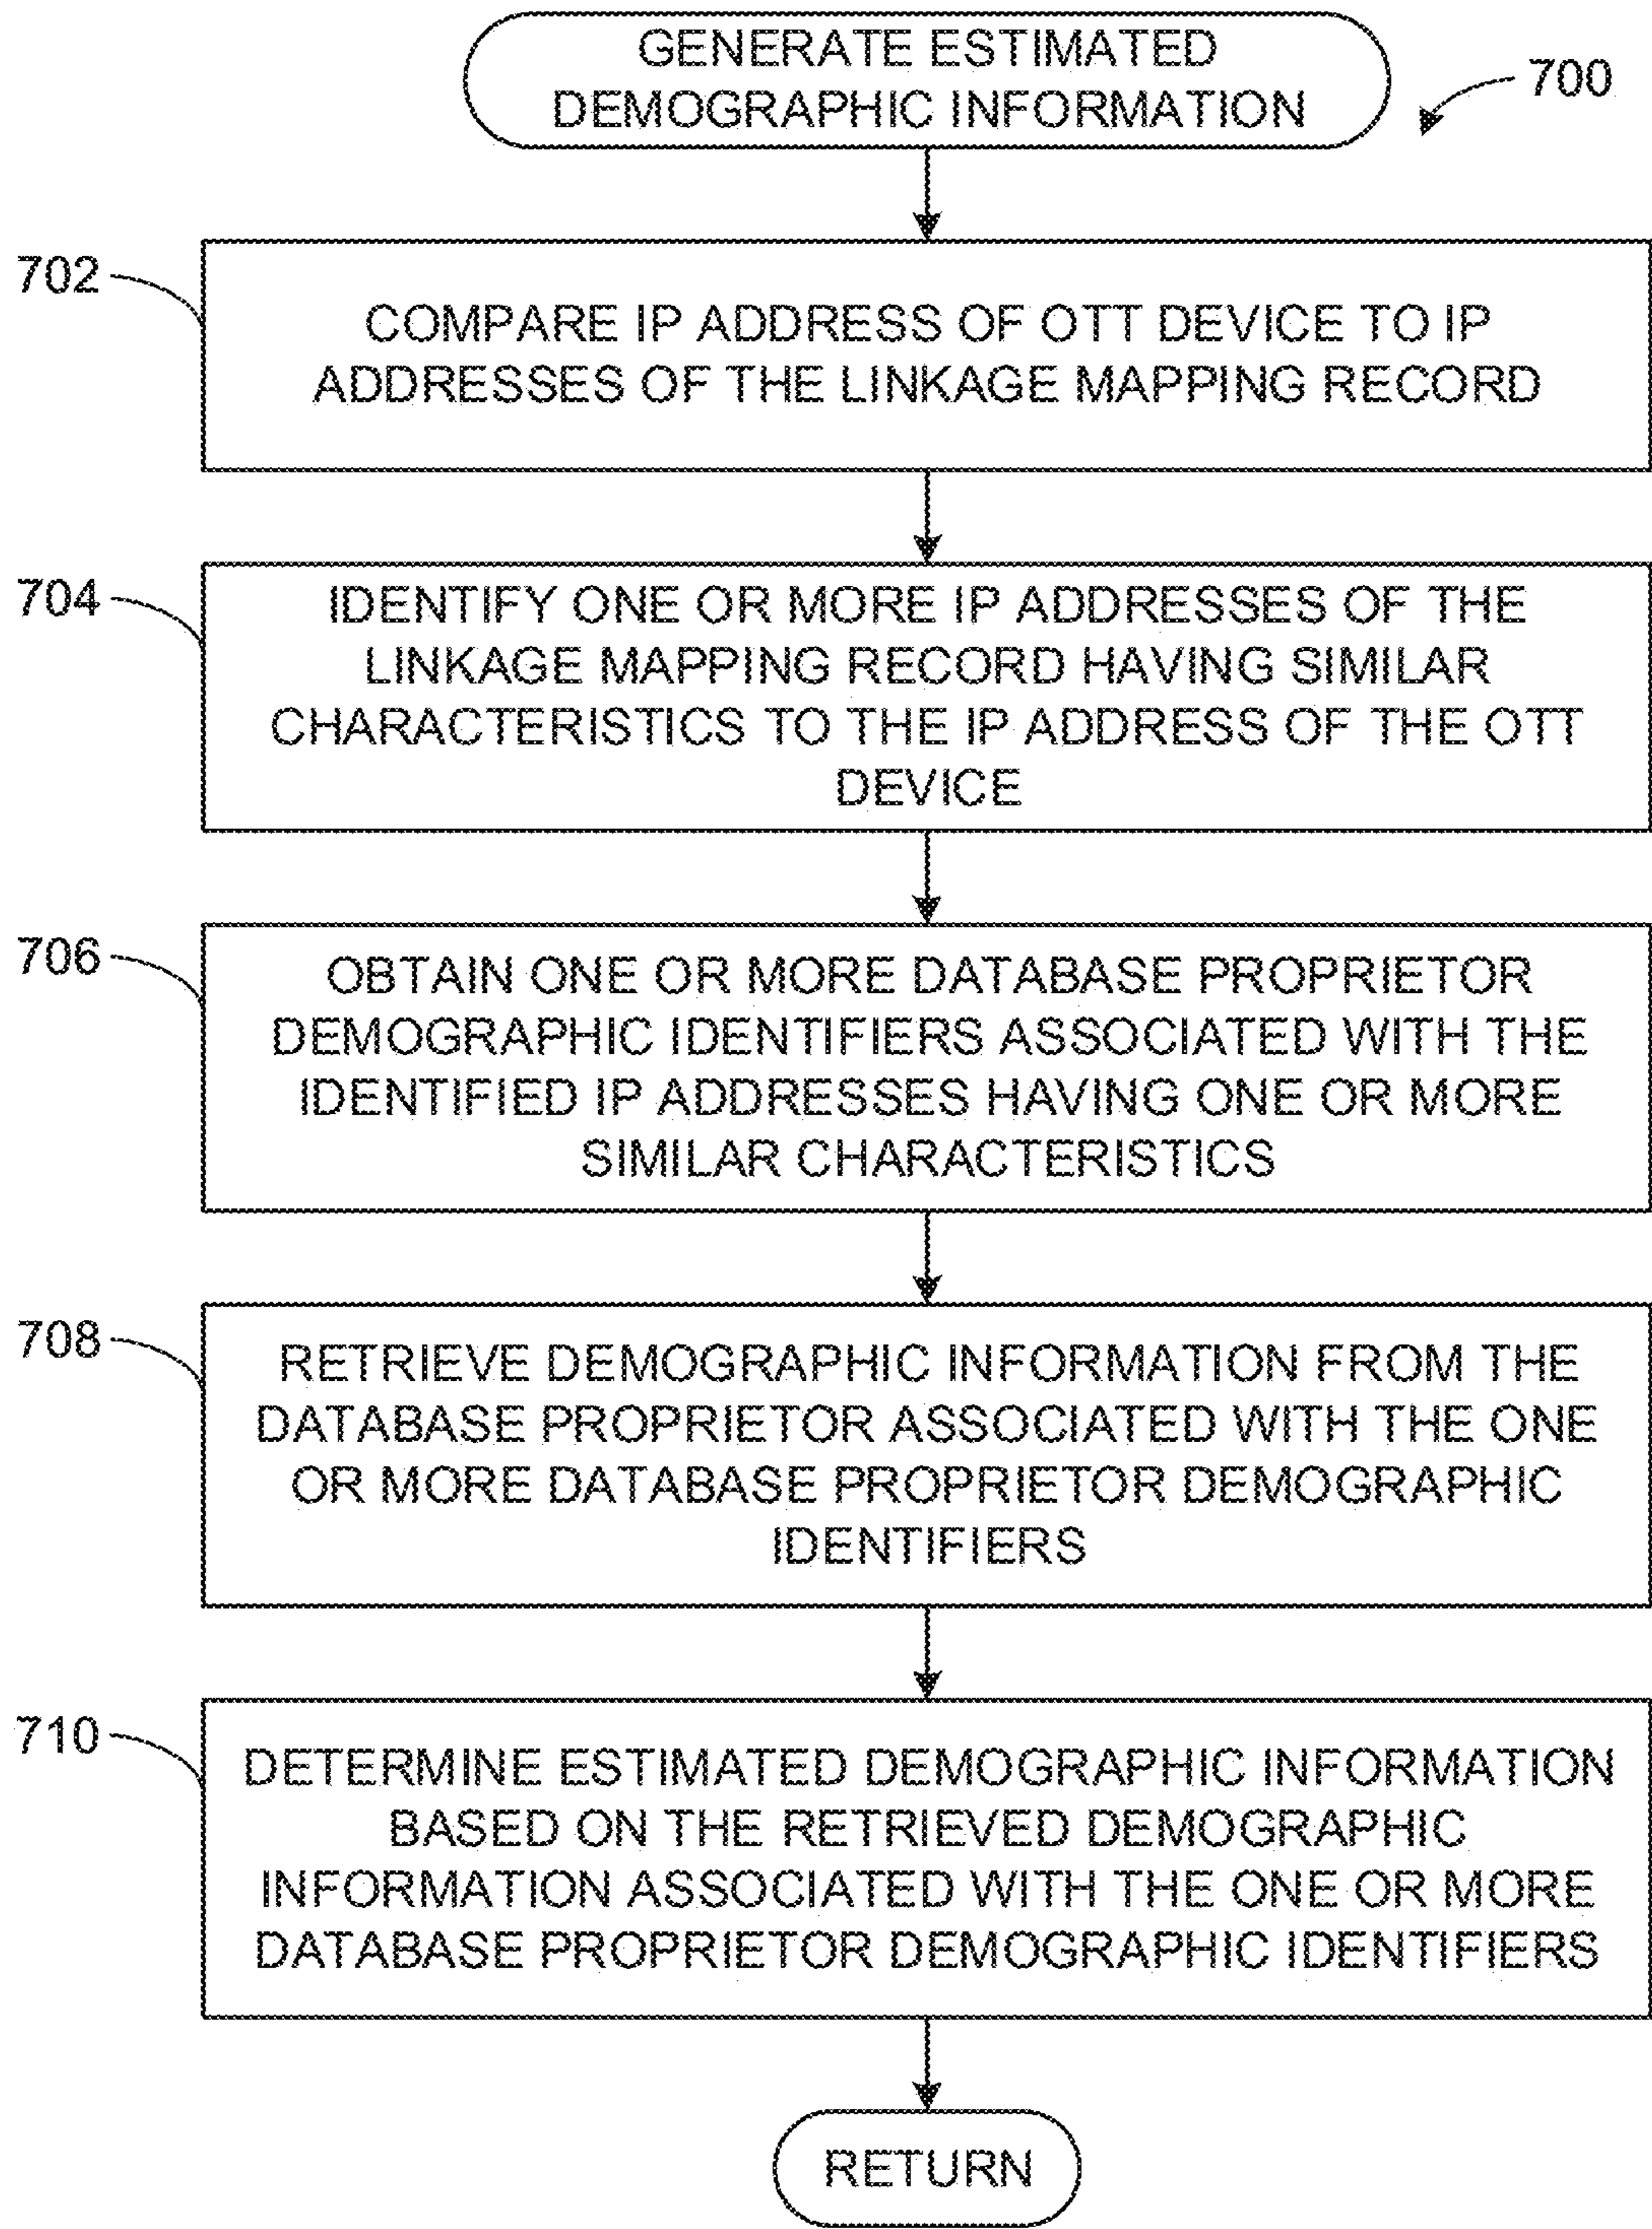 GENERATE ESTIMATED
DEMOGRAPHIC INFORMATION
700
702
COMPARE IP ADDRESS OF OTT DEVICE TO IP
ADDRESSES OF THE LINKAGE MAPPING RECORD
704
IDENTIFY ONE OR MORE IP ADDRESSES OF THE
LINKAGE MAPPING RECORD HAVING SIMILAR
CHARACTERISTICS TO THE IP ADDRESS OF THE OTT
DEVICE
706
OBTAIN ONE OR MORE DATABASE PROPRIETOR
DEMOGRAPHIC IDENTIFIERS ASSOCIATED WITH THE
IDENTIFIED IP ADDRESSES HAVING ONE OR MORE
SIMILAR CHARACTERISTICS
708
RETRIEVE DEMOGRAPHIC INFORMATION FROM THE
DATABASE PROPRIETOR ASSOCIATED WITH THE ONE
OR MORE DATABASE PROPRIETOR DEMOGRAPHIC
IDENTIFIERS
710
DETERMINE ESTIMATED DEMOGRAPHIC INFORMATION
BASED ON THE RETRIEVED DEMOGRAPHIC
INFORMATION ASSOCIATED WITH THE ONE OR MORE
DATABASE PROPRIETOR DEMOGRAPHIC IDENTIFIERS
RETURN